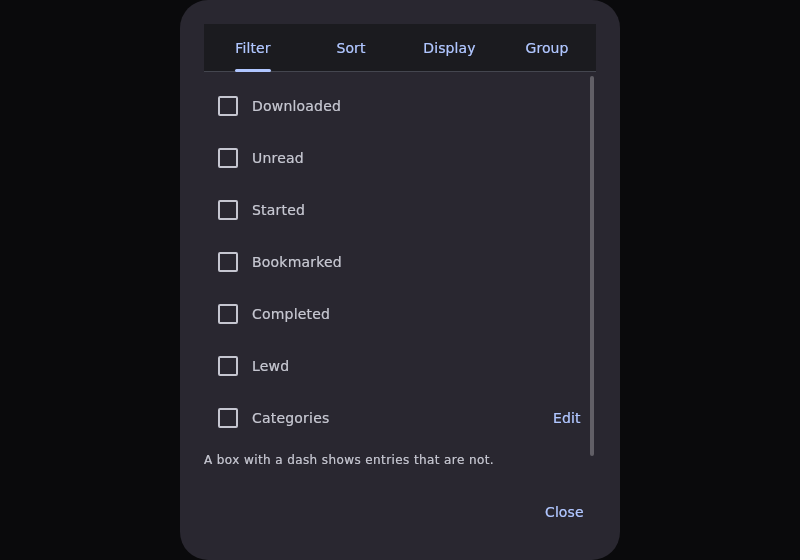 Filter Sort Display Group
Downloaded
Unread
Started
Bookmarked
Completed
Lewd
Categories Edit
A box with a dash shows entries that are not.
Close